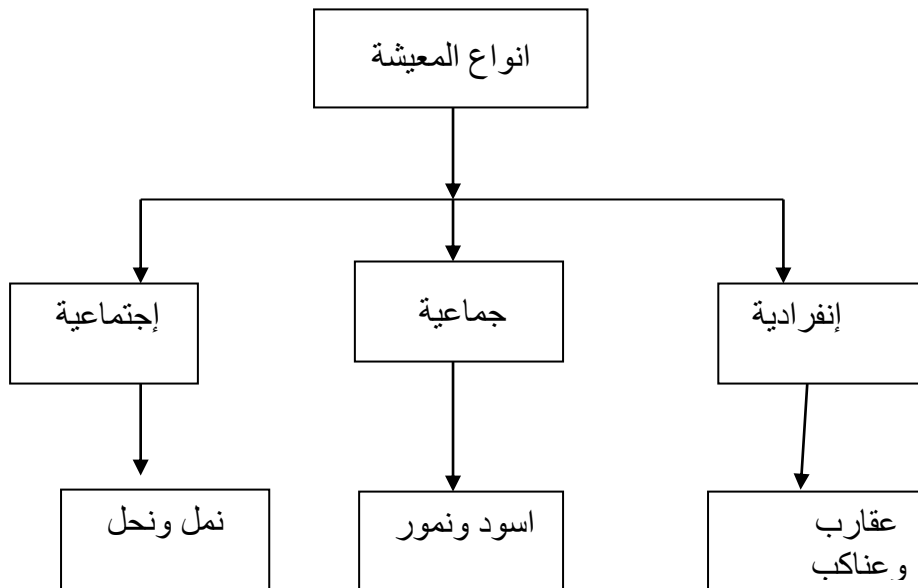 انواع المعيشة
إنفرادية
جماعية
إجتماعية
عقارب
وعناكب
اسود ونمور
نمل ونحل